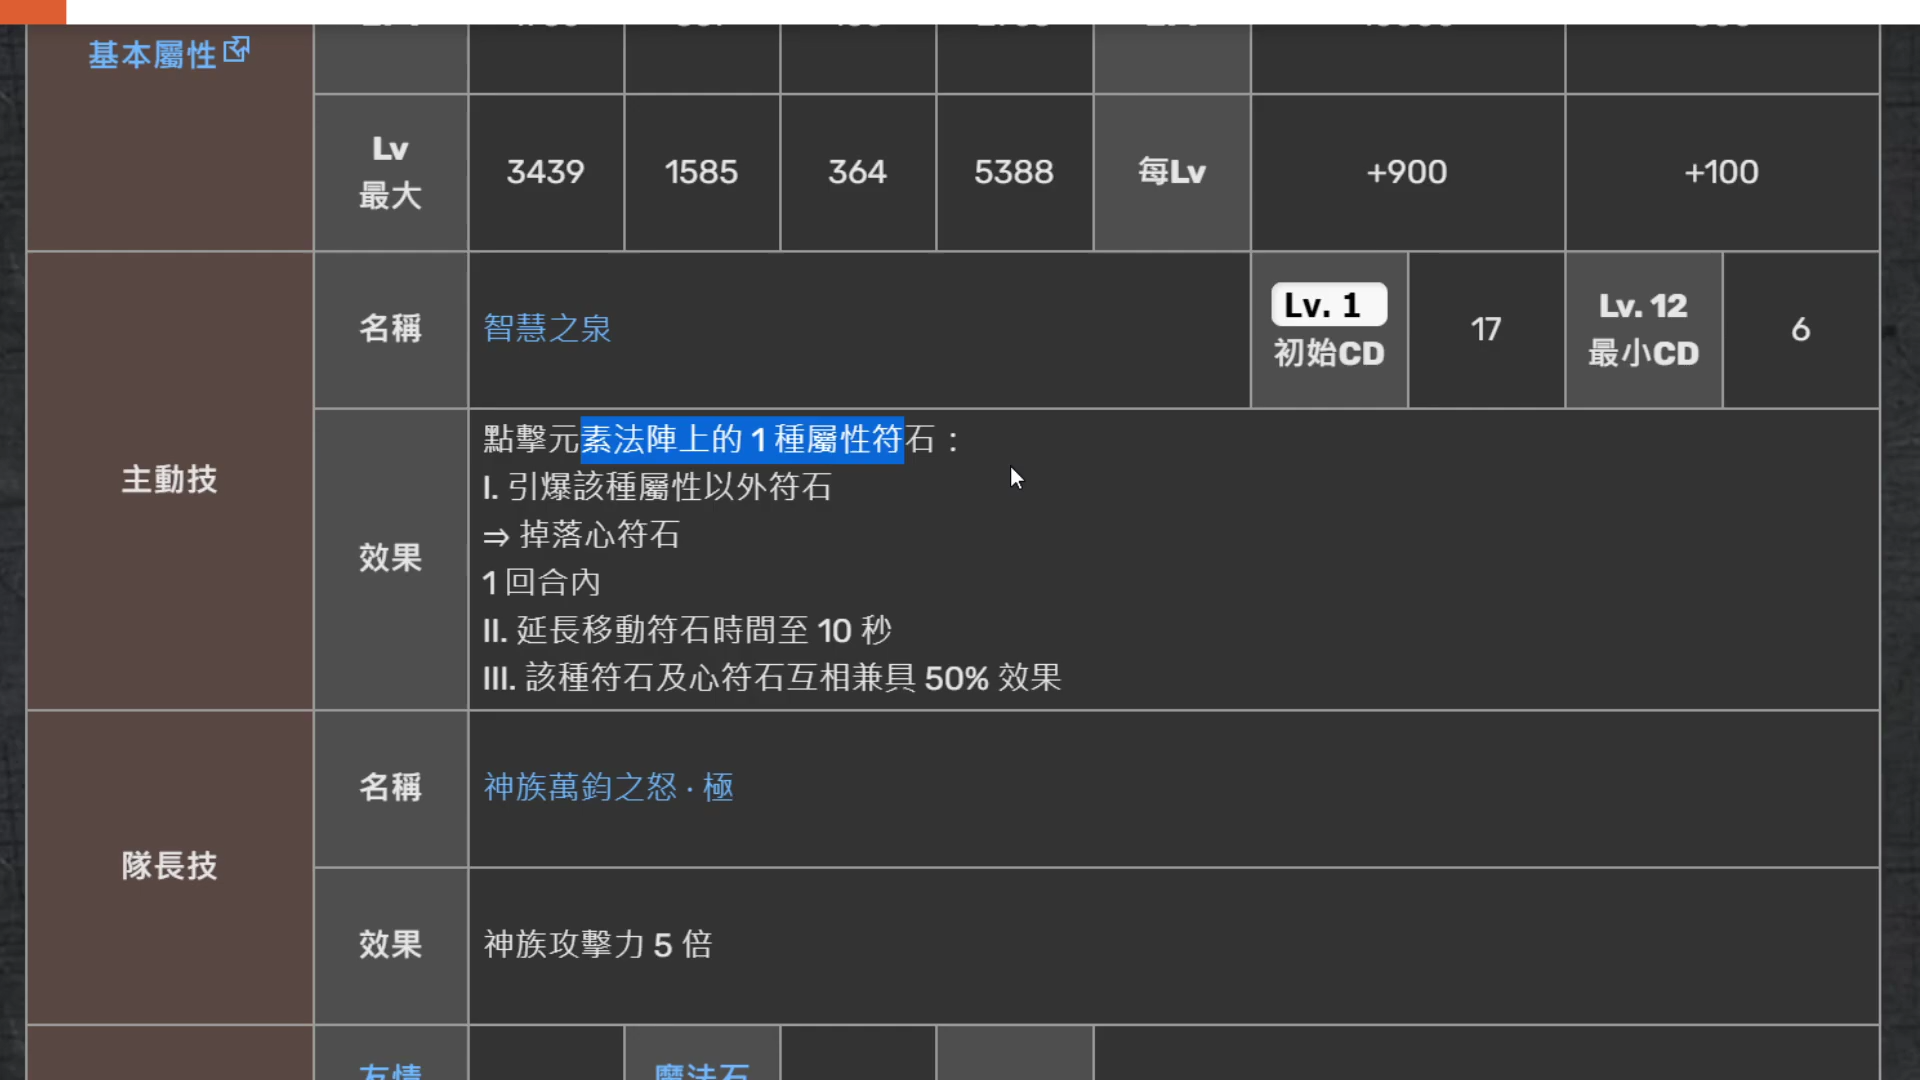 基本屬性
Lv
最大
3439
1585
364
5388
每Lv
+900
+100
主動技
名稱
智慧之泉
Lv. 1
初始CD
17
Lv. 12
最小CD
6
效果
點擊元素法陣上的 1 種屬性符石：
I. 引爆該種屬性以外符石
⇒ 掉落心符石
1 回合內
II. 延長移動符石時間至 10 秒
III. 該種符石及心符石互相兼具 50% 效果
隊長技
名稱
神族萬鈞之怒 · 極
效果
神族攻擊力 5 倍
友情
魔法石